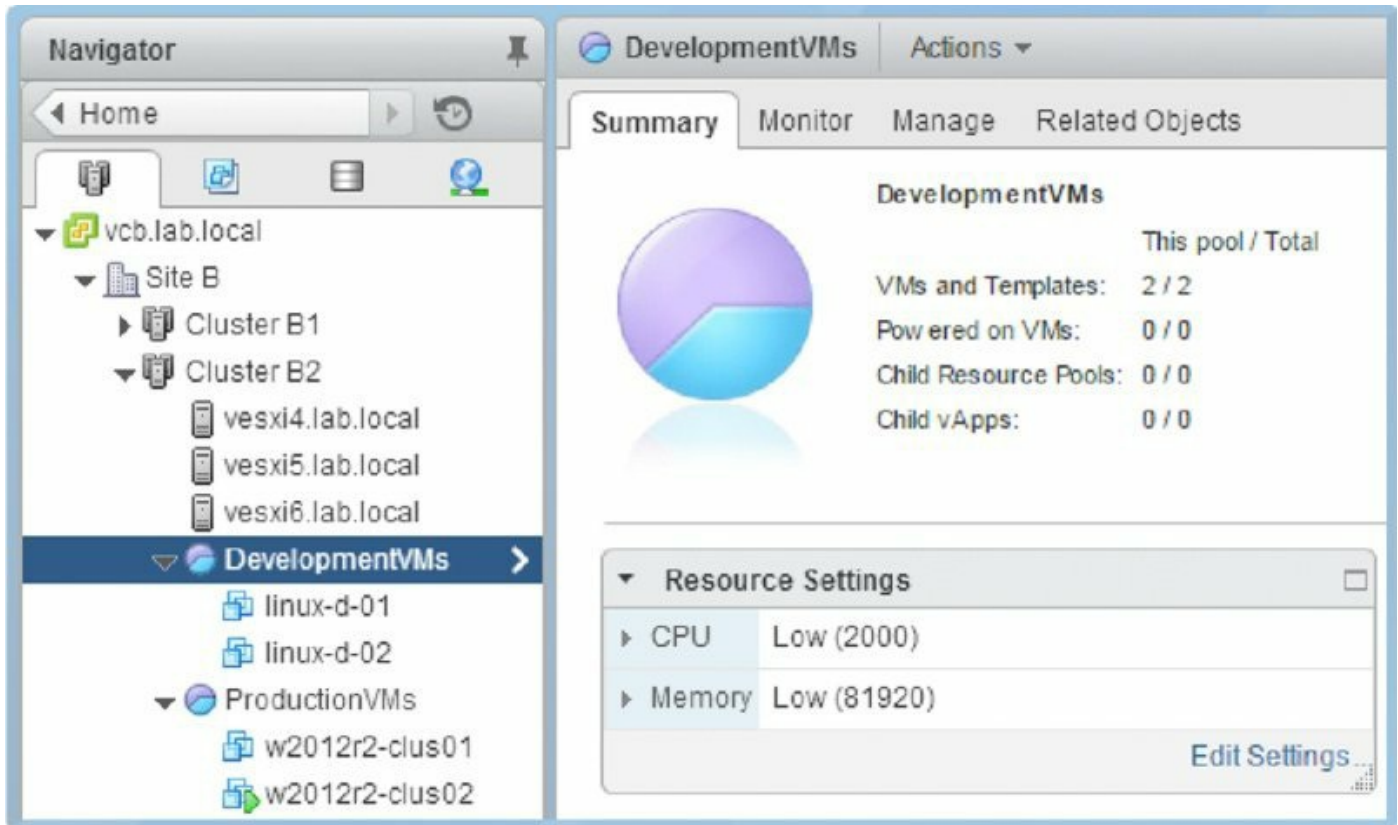 Navigator
Home
vcb.lab.local
Site B
Cluster B1
Cluster B2
vesxi4.lab.local
vesxi5.lab.local
vesxi6.lab.local
DevelopmentVMs
linux-d-01
linux-d-02
ProductionVMs
w2012r2-clus01
w2012r2-clus02
DevelopmentVMs Actions
Summary Monitor Manage Related Objects
DevelopmentVMs
This pool / Total
VMs and Templates: 2 / 2
Powered on VMs: 0 / 0
Child Resource Pools: 0 / 0
Child vApps: 0 / 0
Resource Settings
CPU Low (2000)
Memory Low (81920)
Edit Settings...